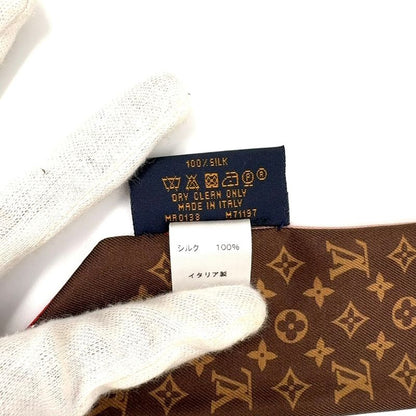 100% SILK
DRY CLEAN ONLY
MADE IN ITALY
MR0138 M71197
シルク 100%
イタリア製